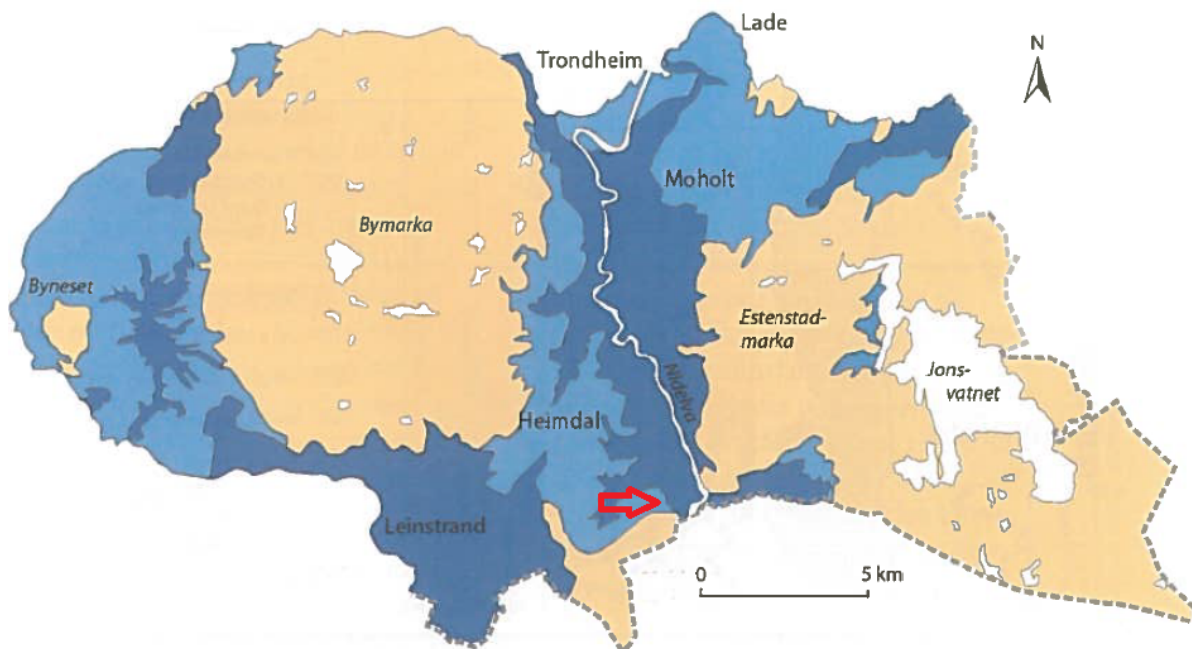 Lade
Trondheim
N
Moholt
Bymarka
Byneset
Estenstad-
marka
Jons-
vatnet
Nidelva
Heimdal
Leinstrand
0 5 km